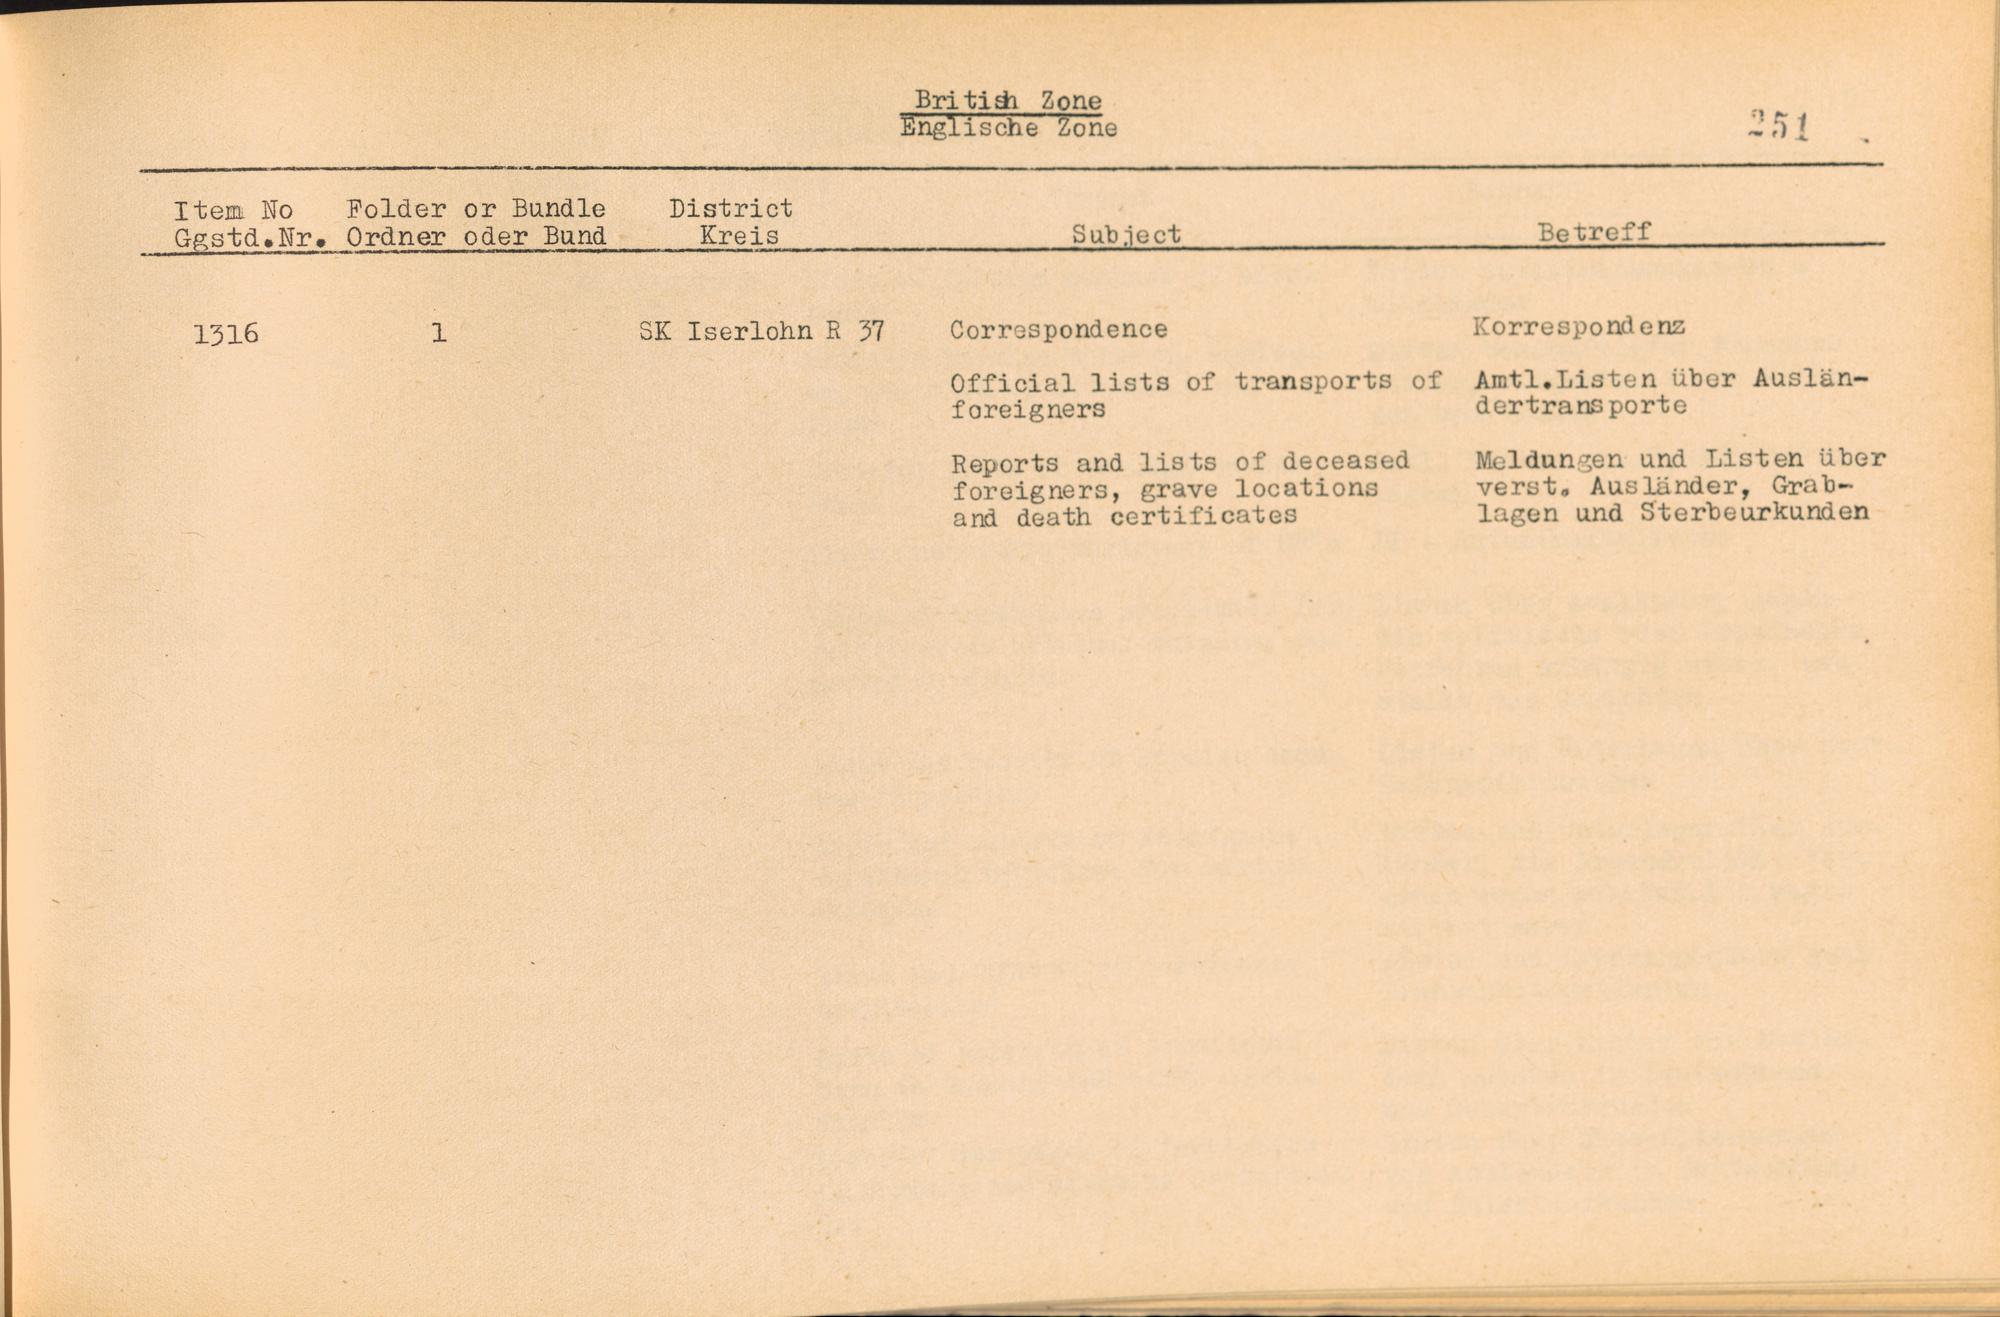 British Zone
Englische Zone
251
Item No Folder or Bundle District
Ggstd.Nr. Ordner oder Bund Kreis Subject Betreff
1316 1 SK Iserlohn R 37 Correspondence Korrespondenz
Official lists of transports of Amtl.Listen über Auslän-
foreigners dertransporte
Reports and lists of deceased Meldungen und Listen über
foreigners, grave locations verst. Ausländer, Grab-
and death certificates lagen und Sterbeurkunden